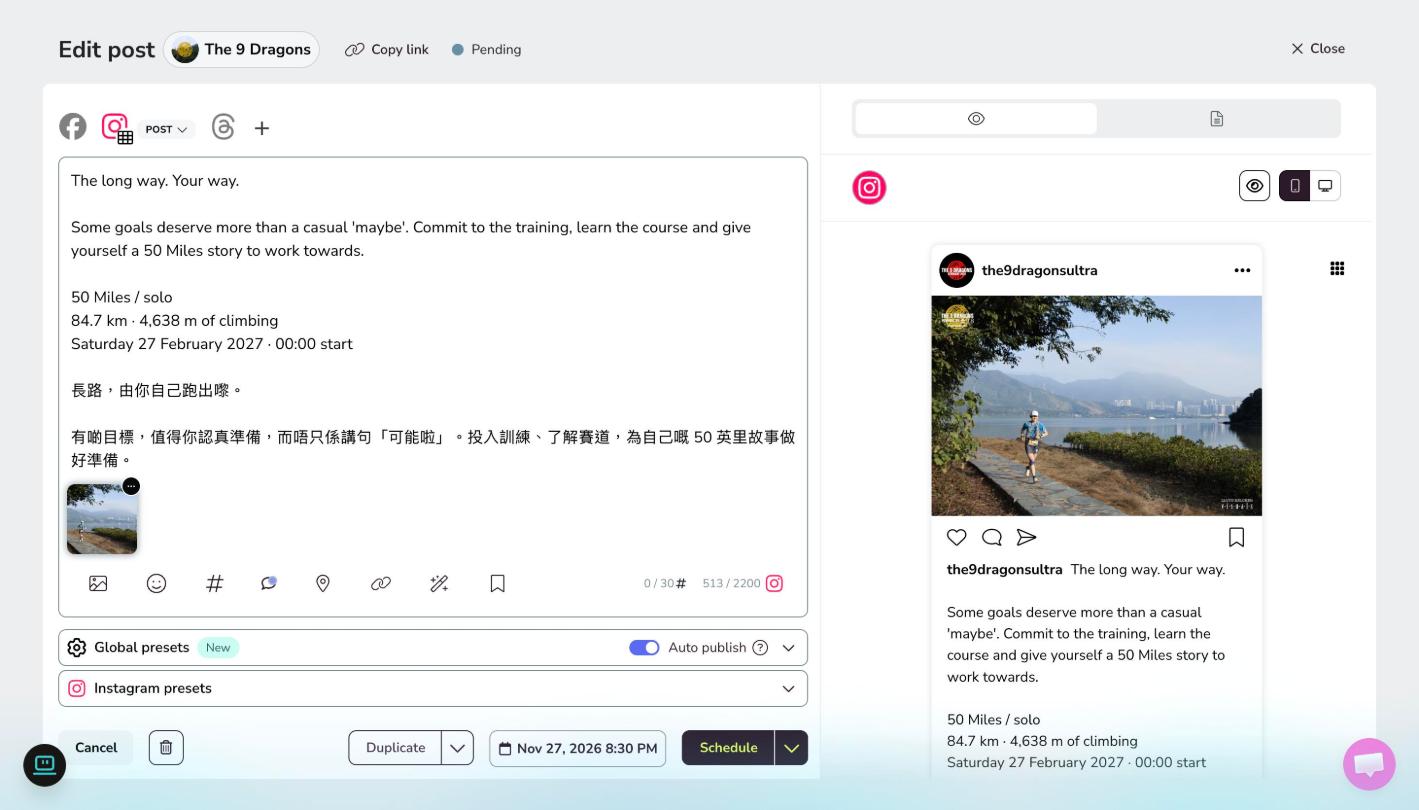 Edit post
The 9 Dragons
Copy link
Pending
Close
POST
The long way. Your way.
Some goals deserve more than a casual 'maybe'. Commit to the training, learn the course and give
yourself a 50 Miles story to work towards.
50 Miles / solo
84.7 km · 4,638 m of climbing
Saturday 27 February 2027 · 00:00 start
長路，由你自己跑出嚟。
有啲目標，值得你認真準備，而唔只係講句「可能啦」。投入訓練、了解賽道，為自己嘅 50 英里故事做
好準備。
0 / 30 #
513 / 2200
Global presets
New
Auto publish
Instagram presets
Cancel
Duplicate
Nov 27, 2026 8:30 PM
Schedule
the9dragonsultra
the9dragonsultra The long way. Your way.
Some goals deserve more than a casual
'maybe'. Commit to the training, learn the
course and give yourself a 50 Miles story to
work towards.
50 Miles / solo
84.7 km · 4,638 m of climbing
Saturday 27 February 2027 · 00:00 start